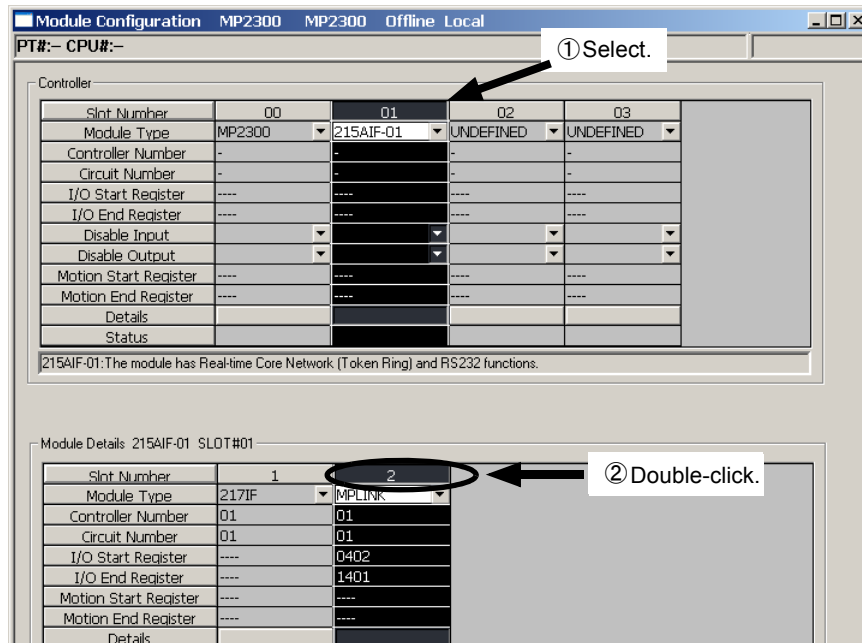 Module Configuration MP2300 MP2300 Offline Local
PT#:– CPU#:–
①Select.
Controller
Slot Number 00 01 02 03
Module Type MP2300 215AIF-01 UNDEFINED UNDEFINED
Controller Number - - - -
Circuit Number - - - -
I/O Start Register ---- ---- ---- ----
I/O End Register ---- ---- ---- ----
Disable Input
Disable Output
Motion Start Register ---- ---- ---- ----
Motion End Register ---- ---- ---- ----
Details
Status
215AIF-01:The module has Real-time Core Network (Token Ring) and RS232 functions.
Module Details 215AIF-01 SLOT#01
Slot Number 1 2
②Double-click.
Module Type 217IF MPLINK
Controller Number 01 01
Circuit Number 01 01
I/O Start Register ---- 0402
I/O End Register ---- 1401
Motion Start Register ---- ----
Motion End Register ---- ----
Details